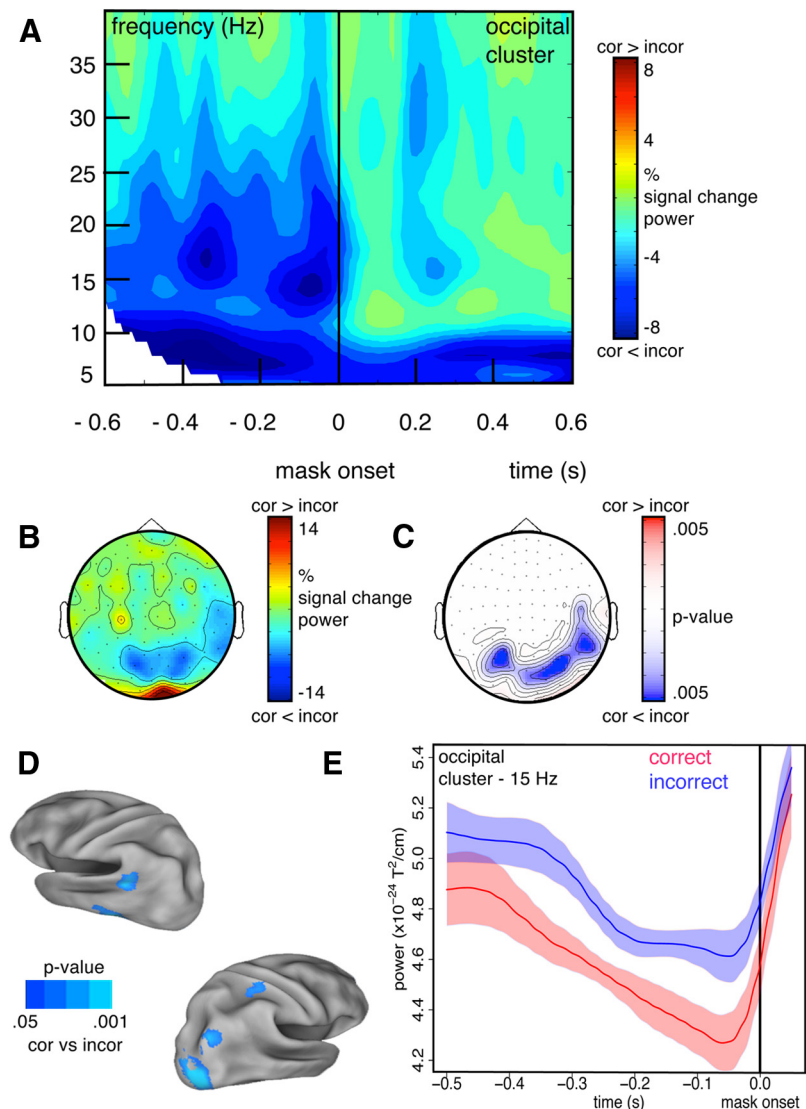 A
frequency (Hz)
occipital
cluster
35
30
25
20
15
10
5
- 0.6 - 0.4 - 0.2 0 0.2 0.4 0.6
mask onset time (s)
cor > incor
8
4
%
signal change
power
-4
-8
cor < incor
B
cor > incor
14
%
signal change
power
-14
cor < incor
C
cor > incor
.005
p-value
.005
cor < incor
D
p-value
.05 .001
cor vs incor
E
occipital
cluster - 15 Hz
correct
incorrect
power (x10⁻²⁴ T²/cm)
5.4
5.2
5.0
4.8
4.6
4.4
4.2
−0.5 −0.4 −0.3 −0.2 −0.1 0.0
time (s) mask onset